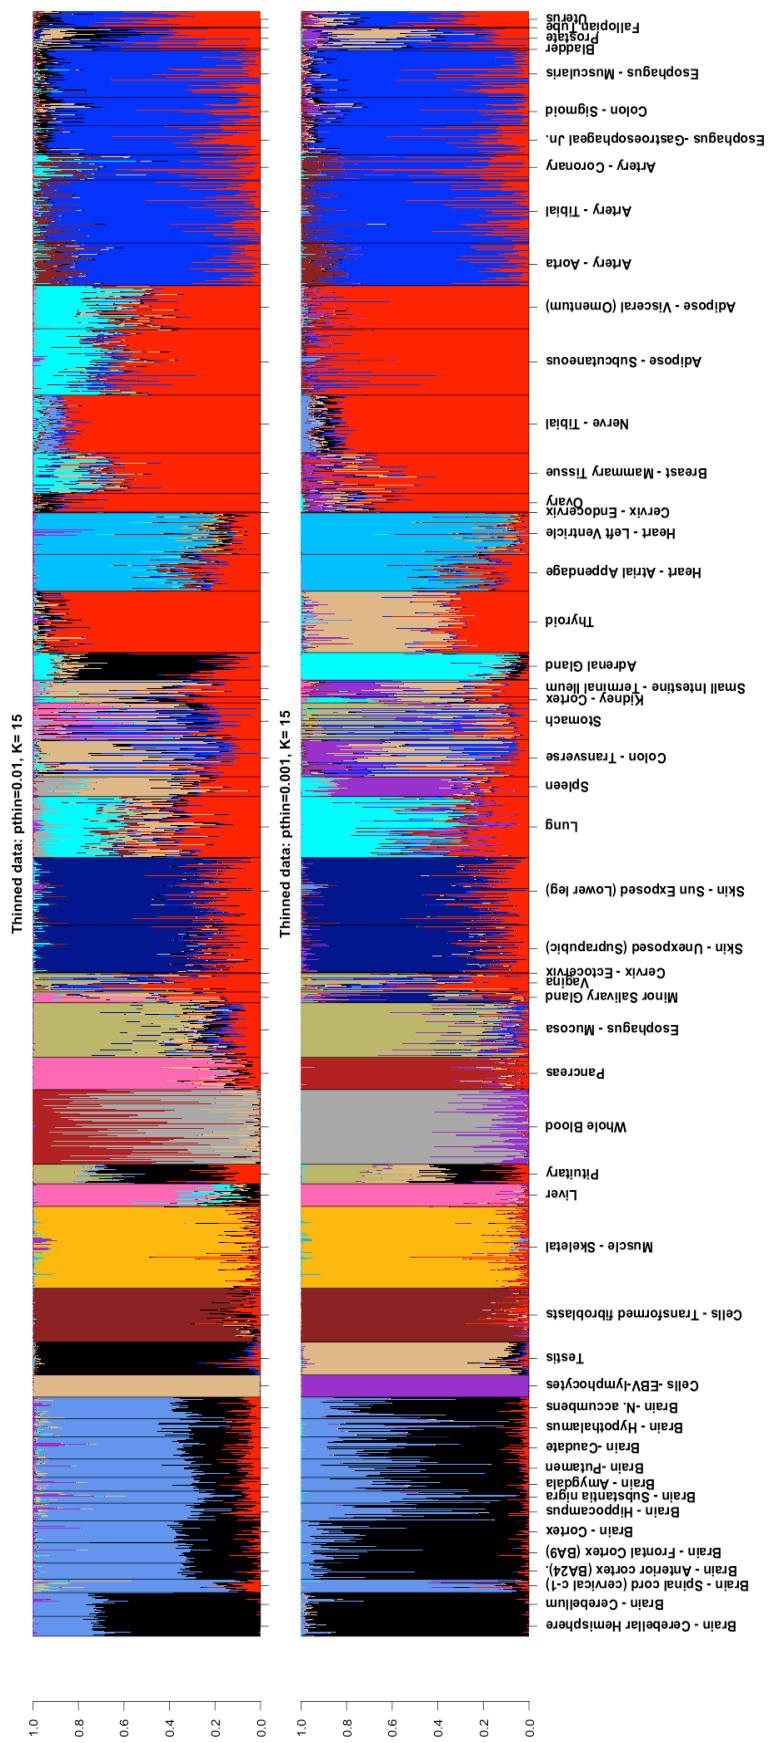 Thinned data: pthin=0.01, K= 15
1.0
0.8
0.6
0.4
0.2
0.0
Thinned data: pthin=0.001, K= 15
1.0
0.8
0.6
0.4
0.2
0.0
Uterus
Fallopian Tube
Prostate
Bladder
Esophagus - Muscularis
Colon - Sigmoid
Esophagus -Gastroesophageal Jn.
Artery - Coronary
Artery - Tibial
Artery - Aorta
Adipose - Visceral (Omentum)
Adipose - Subcutaneous
Nerve - Tibial
Breast - Mammary Tissue
Ovary
Cervix - Endocervix
Heart - Left Ventricle
Heart - Atrial Appendage
Thyroid
Adrenal Gland
Small Intestine - Terminal Ileum
Kidney - Cortex
Stomach
Colon - Transverse
Spleen
Lung
Skin - Sun Exposed (Lower leg)
Skin - Unexposed (Suprapubic)
Cervix - Ectocervix
Vagina
Minor Salivary Gland
Esophagus - Mucosa
Pancreas
Whole Blood
Pituitary
Liver
Muscle - Skeletal
Cells - Transformed fibroblasts
Testis
Cells -EBV-lymphocytes
Brain -N. accumbens
Brain - Hypothalamus
Brain -Caudate
Brain -Putamen
Brain - Amygdala
Brain - Substantia nigra
Brain - Hippocampus
Brain - Cortex
Brain - Frontal Cortex (BA9)
Brain - Anterior cortex (BA24).
Brain - Spinal cord (cervical c-1)
Brain - Cerebellum
Brain - Cerebellar Hemisphere